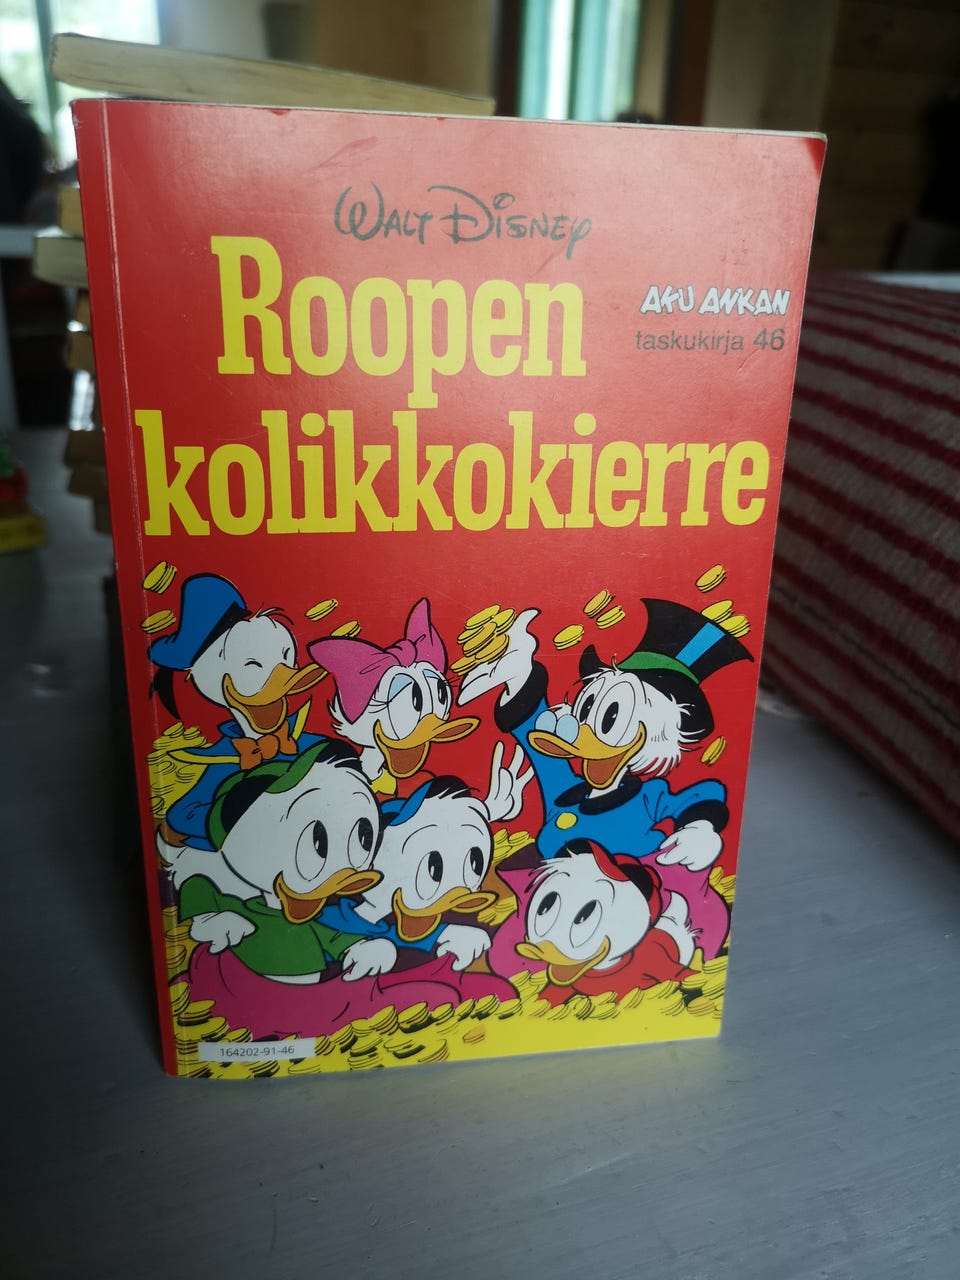 WALT DISNEY
Roopen
kolikkokierre
AKU ANKAN
taskukirja 46
164202-91-46